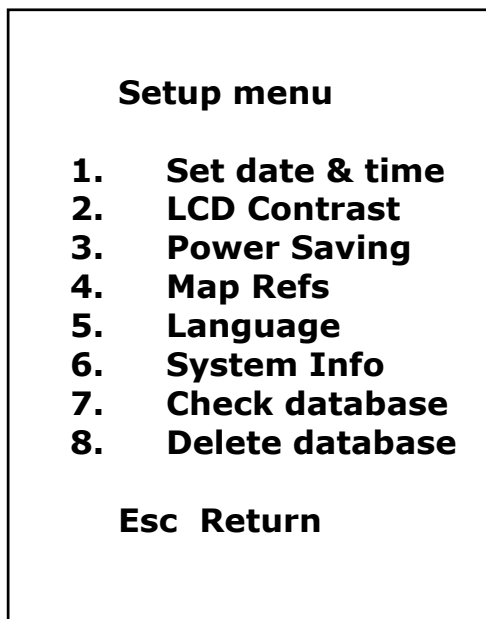 Setup menu
1. Set date & time
2. LCD Contrast
3. Power Saving
4. Map Refs
5. Language
6. System Info
7. Check database
8. Delete database
Esc Return